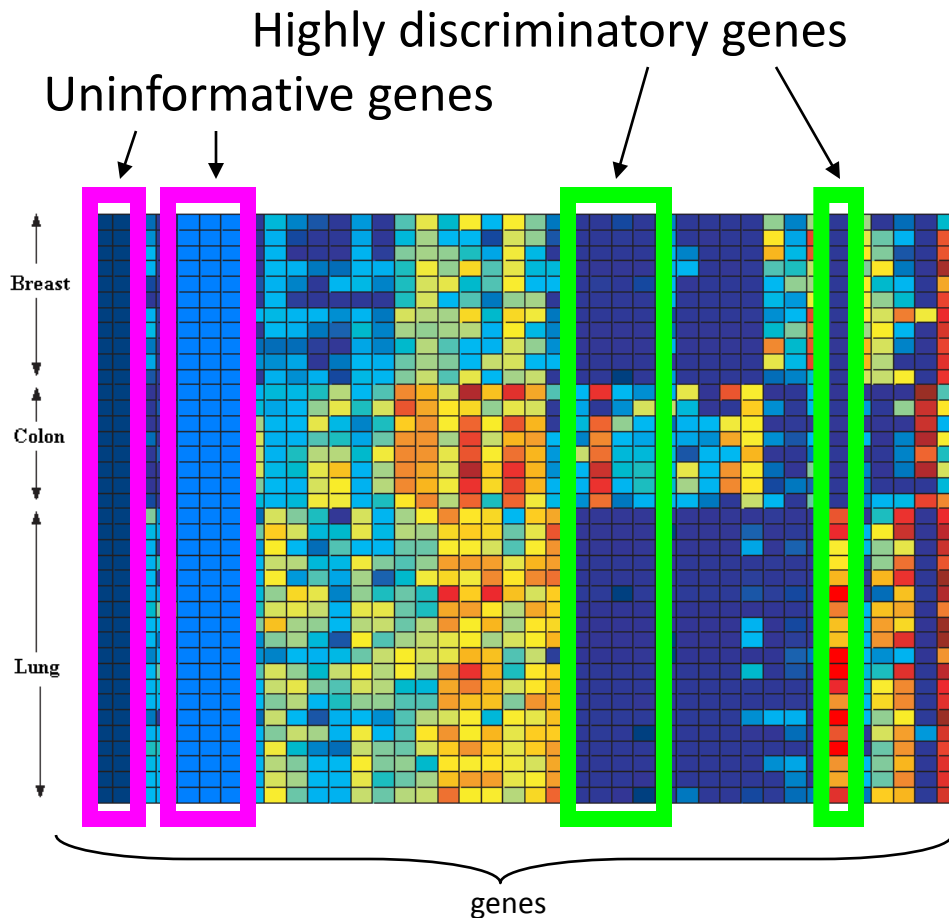 Highly discriminatory genes
Uninformative genes
Breast
Colon
Lung
genes